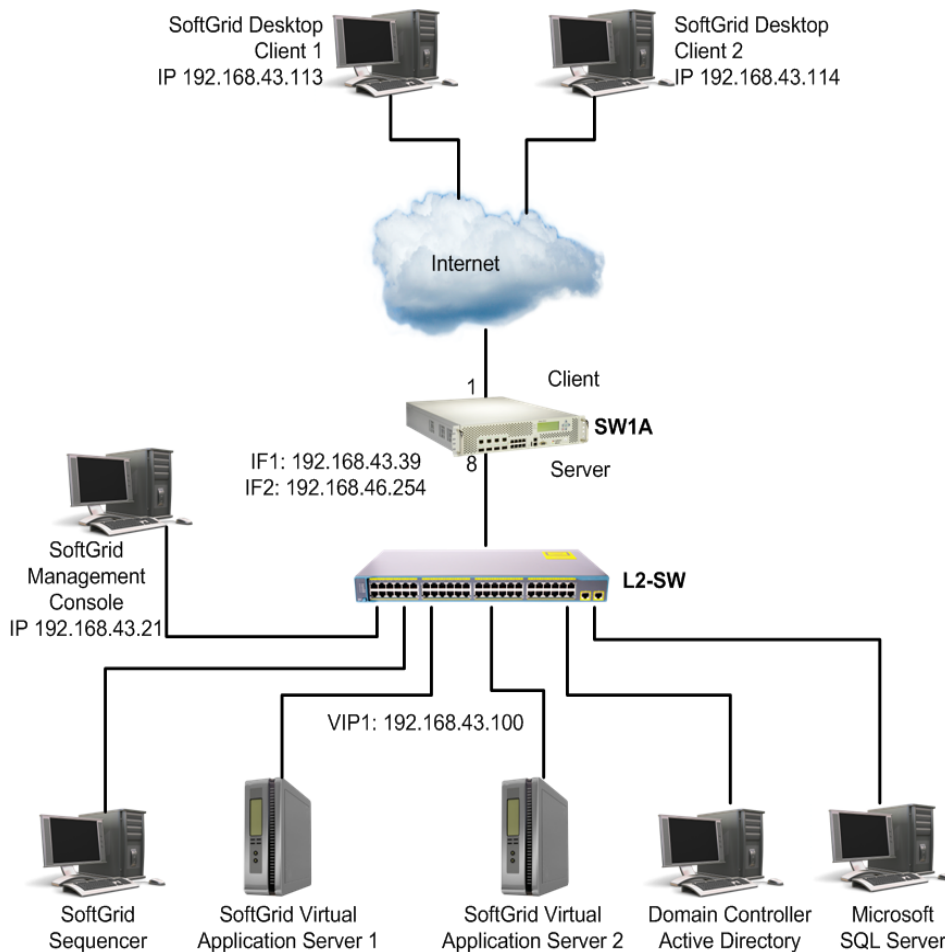 SoftGrid Desktop
Client 1
IP 192.168.43.113
SoftGrid Desktop
Client 2
IP 192.168.43.114
Internet
1
Client
SW1A
IF1: 192.168.43.39
IF2: 192.168.46.254
8
Server
SoftGrid
Management
Console
IP 192.168.43.21
L2-SW
VIP1: 192.168.43.100
SoftGrid
Sequencer
SoftGrid Virtual
Application Server 1
SoftGrid Virtual
Application Server 2
Domain Controller
Active Directory
Microsoft
SQL Server